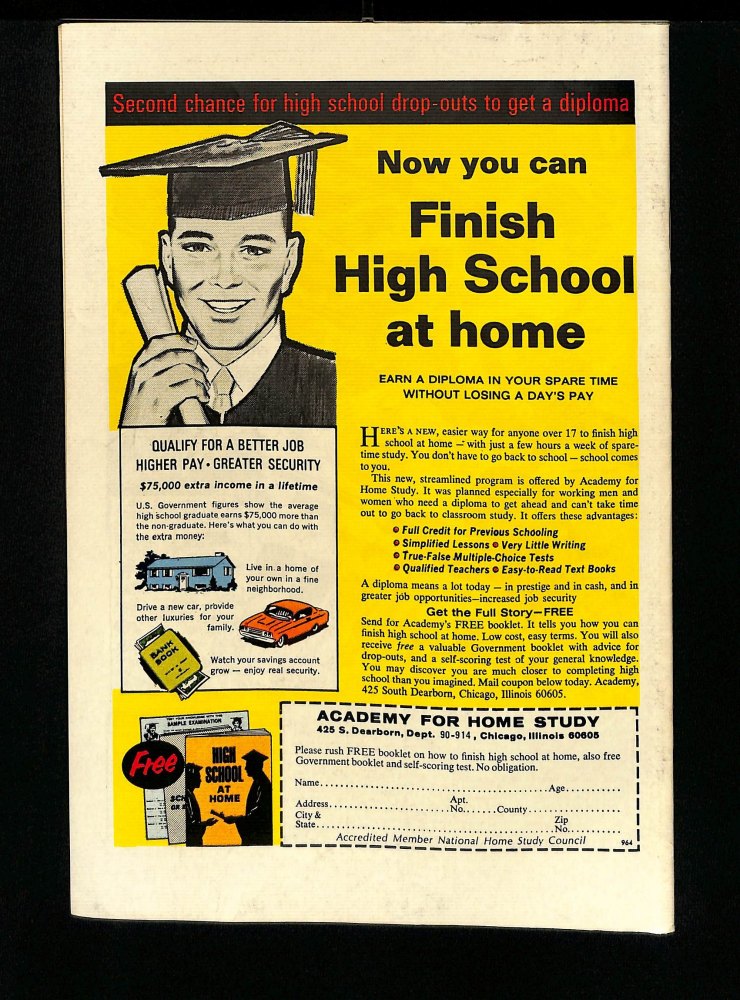 Second chance for high school drop-outs to get a diploma
Now you can
Finish
High School
at home
EARN A DIPLOMA IN YOUR SPARE TIME
WITHOUT LOSING A DAY'S PAY
HERE'S A NEW, easier way for anyone over 17 to finish high
school at home — with just a few hours a week of spare-
time study. You don't have to go back to school — school comes
to you.
This new, streamlined program is offered by Academy for
Home Study. It was planned especially for working men and
women who need a diploma to get ahead and can't take time
out to go back to classroom study. It offers these advantages:
Full Credit for Previous Schooling
Simplified Lessons • Very Little Writing
True-False Multiple-Choice Tests
Qualified Teachers • Easy-to-Read Text Books
A diploma means a lot today — in prestige and in cash, and in
greater job opportunities—increased job security
Get the Full Story—FREE
Send for Academy's FREE booklet. It tells you how you can
finish high school at home. Low cost, easy terms. You will also
receive free a valuable Government booklet with advice for
drop-outs, and a self-scoring test of your general knowledge.
You may discover you are much closer to completing high
school than you imagined. Mail coupon below today. Academy,
425 South Dearborn, Chicago, Illinois 60605.
QUALIFY FOR A BETTER JOB
HIGHER PAY • GREATER SECURITY
$75,000 extra income in a lifetime
U.S. Government figures show the average
high school graduate earns $75,000 more than
the non-graduate. Here's what you can do with
the extra money:
Live in a home of
your own in a fine
neighborhood.
Drive a new car, provide
other luxuries for your
family.
BANK
BOOK
Watch your savings account
grow — enjoy real security.
SAMPLE EXAMINATION
Free
HIGH
SCHOOL
AT
HOME
ACADEMY FOR HOME STUDY
425 S. Dearborn, Dept. 90-914, Chicago, Illinois 60605
Please rush FREE booklet on how to finish high school at home, also free
Government booklet and self-scoring test. No obligation.
Name....................Age..........
Address....................Apt. No......County..............
City &
State....................Zip No..........
Accredited Member National Home Study Council
964